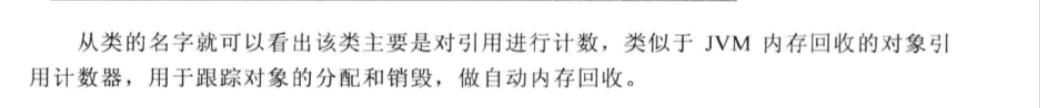 从类的名字就可以看出该类主要是对引用进行计数，类似于 JVM 内存回收的对象引
用计数器，用于跟踪对象的分配和销毁，做自动内存回收。